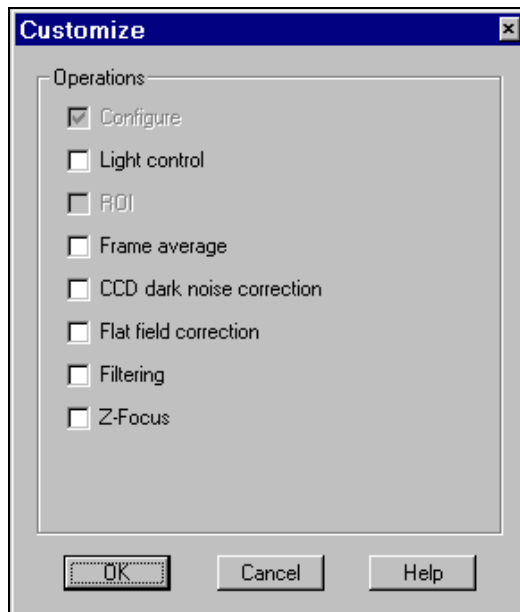 Customize
Operations
Configure
Light control
ROI
Frame average
CCD dark noise correction
Flat field correction
Filtering
Z-Focus
OK
Cancel
Help